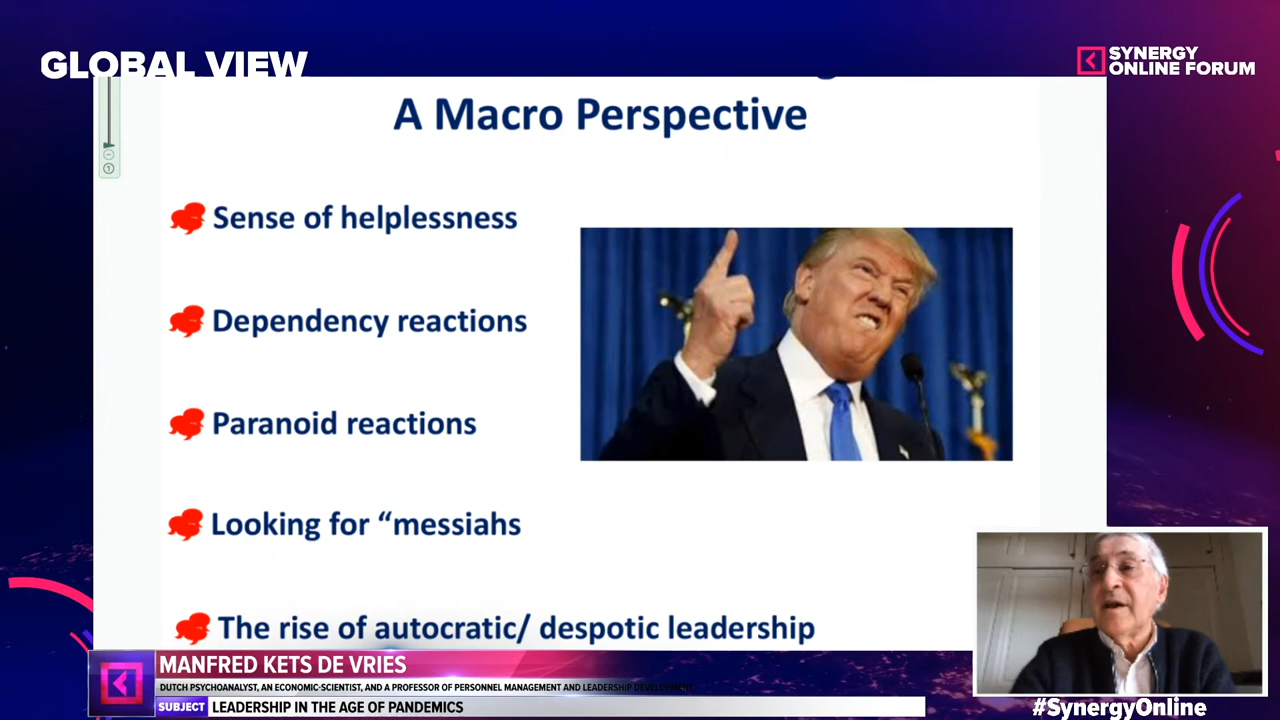 GLOBAL VIEW
SYNERGY
ONLINE FORUM
A Macro Perspective
Sense of helplessness
Dependency reactions
Paranoid reactions
Looking for “messiahs
The rise of autocratic/ despotic leadership
MANFRED KETS DE VRIES
DUTCH PSYCHOANALYST, AN ECONOMIC-SCIENTIST, AND A PROFESSOR OF PERSONNEL MANAGEMENT AND LEADERSHIP DEVELOPMENT
SUBJECT LEADERSHIP IN THE AGE OF PANDEMICS
#SynergyOnline